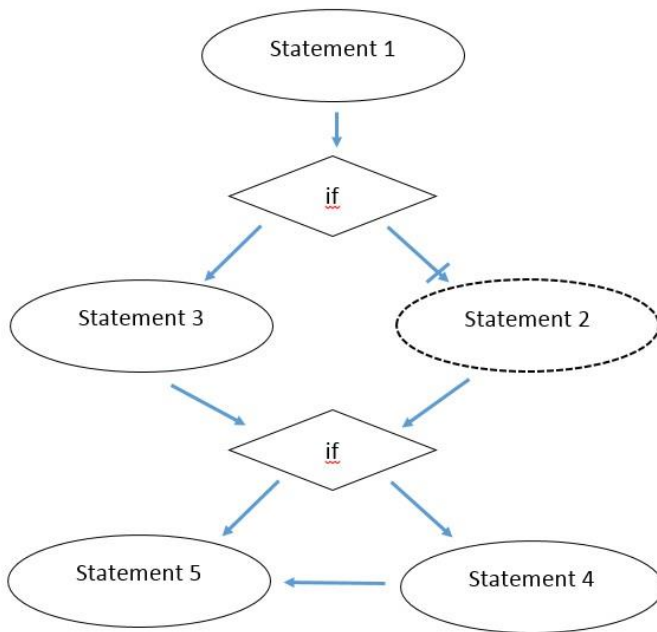 Statement 1
if
Statement 3
Statement 2
if
Statement 5
Statement 4